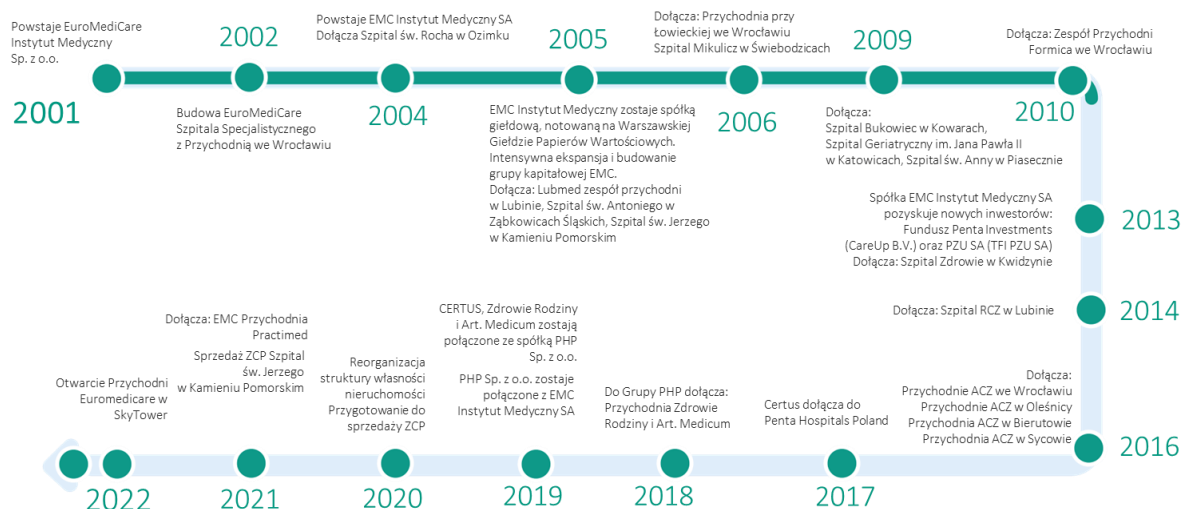 Powstaje EuroMediCare
Instytut Medyczny
Sp. z o.o.
2001
2002
Budowa EuroMediCare
Szpitala Specjalistycznego
z Przychodnią we Wrocławiu
Powstaje EMC Instytut Medyczny SA
Dołącza Szpital św. Rocha w Ozimku
2004
2005
EMC Instytut Medyczny zostaje spółką
giełdową, notowaną na Warszawskiej
Giełdzie Papierów Wartościowych.
Intensywna ekspansja i budowanie
grupy kapitałowej EMC.
Dołącza: Lubmed zespół przychodni
w Lubinie, Szpital św. Antoniego w
Ząbkowicach Śląskich, Szpital św. Jerzego
w Kamieniu Pomorskim
Dołącza: Przychodnia przy
Łowieckiej we Wrocławiu
Szpital Mikulicz w Świebodzicach
2006
2009
Dołącza:
Szpital Bukowiec w Kowarach,
Szpital Geriatryczny im. Jana Pawła II
w Katowicach, Szpital św. Anny w Piasecznie
Dołącza: Zespół Przychodni
Formica we Wrocławiu
2010
Spółka EMC Instytut Medyczny SA
pozyskuje nowych inwestorów:
Fundusz Penta Investments
(CareUp B.V.) oraz PZU SA (TFI PZU SA)
Dołącza: Szpital Zdrowie w Kwidzynie
2013
Dołącza: Szpital RCZ w Lubinie
2014
Dołącza:
Przychodnie ACZ we Wrocławiu
Przychodnie ACZ w Oleśnicy
Przychodnia ACZ w Bierutowie
Przychodnia ACZ w Sycowie
2016
Certus dołącza do
Penta Hospitals Poland
2017
Do Grupy PHP dołącza:
Przychodnia Zdrowie
Rodziny i Art. Medicum
2018
CERTUS, Zdrowie Rodziny
i Art. Medicum zostają
połączone ze spółką PHP
Sp. z o.o.
PHP Sp. z o.o. zostaje
połączone z EMC
Instytut Medyczny SA
2019
Reorganizacja
struktury własności
nieruchomości
Przygotowanie do
sprzedaży ZCP
2020
Dołącza: EMC Przychodnia
Practimed
Sprzedaż ZCP Szpital
św. Jerzego
w Kamieniu Pomorskim
2021
Otwarcie Przychodni
Euromedicare w
SkyTower
2022